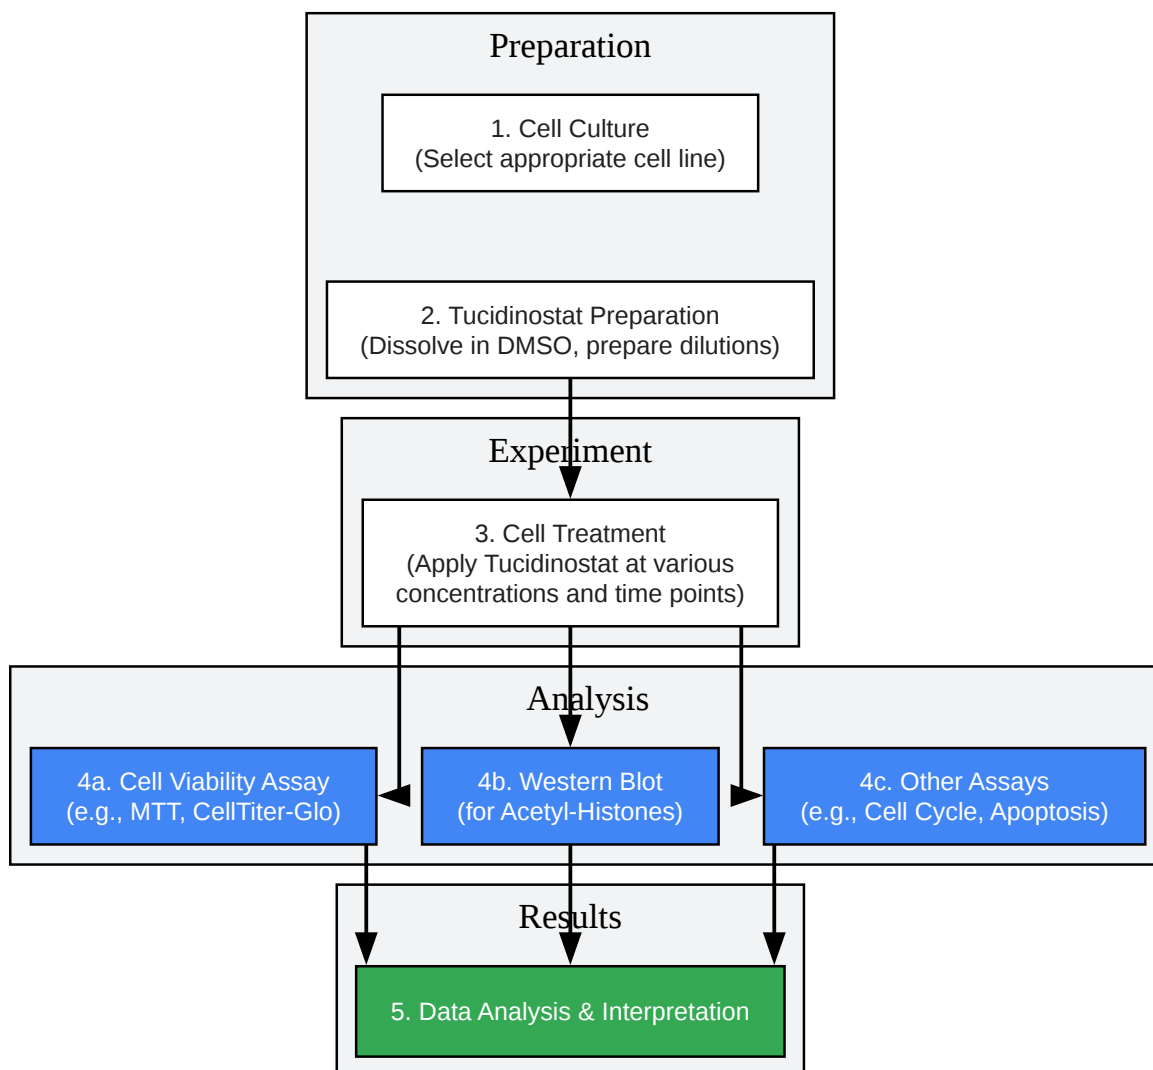 Preparation
1. Cell Culture
(Select appropriate cell line)
2. Tucidinostat Preparation
(Dissolve in DMSO, prepare dilutions)
Experiment
3. Cell Treatment
(Apply Tucidinostat at various
concentrations and time points)
Analysis
4a. Cell Viability Assay
(e.g., MTT, CellTiter-Glo)
4b. Western Blot
(for Acetyl-Histones)
4c. Other Assays
(e.g., Cell Cycle, Apoptosis)
Results
5. Data Analysis & Interpretation